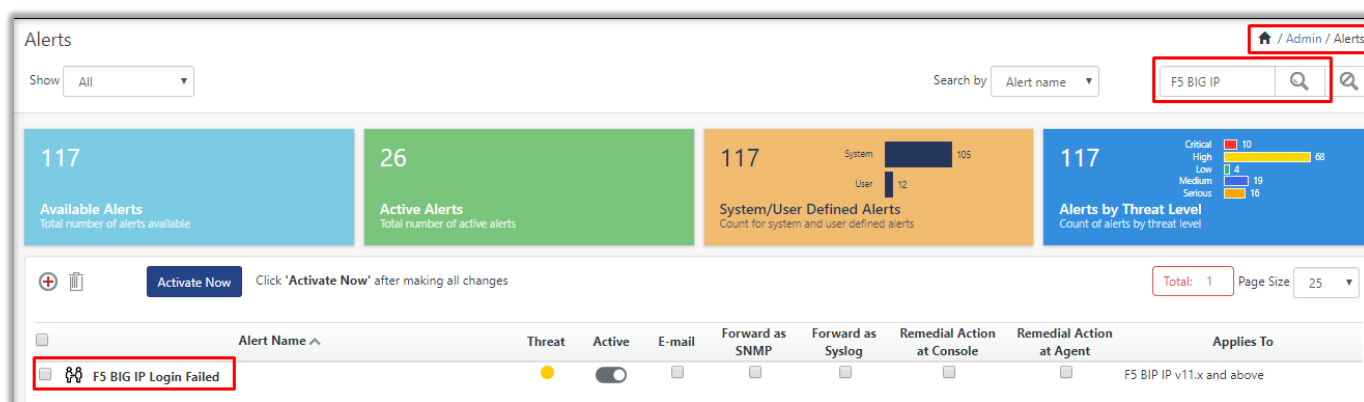 Alerts
/ Admin / Alerts
Show All
Search by Alert name F5 BIG IP
117
Available Alerts
Total number of alerts available
26
Active Alerts
Total number of active alerts
117
System 105
User 12
System/User Defined Alerts
Count for system and user defined alerts
117
Critical 10
High 68
Low 4
Medium 19
Serious 16
Alerts by Threat Level
Count of alerts by threat level
Activate Now Click 'Activate Now' after making all changes
Total: 1 Page Size 25
Alert Name Threat Active E-mail Forward as SNMP Forward as Syslog Remedial Action at Console Remedial Action at Agent Applies To
F5 BIG IP Login Failed F5 BIP IP v11.x and above